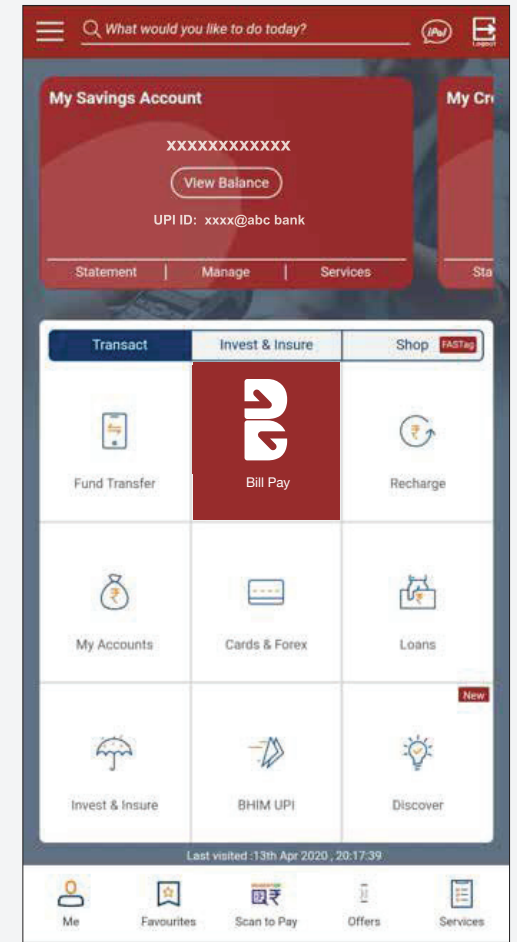 What would you like to do today?
iPal
Logout
My Savings Account
My Cre
xxxxxxxxxxxx
View Balance
UPI ID: xxxx@abc bank
Statement | Manage | Services
Sta
Transact
Invest & Insure
Shop FASTag
Fund Transfer
Bill Pay
Recharge
My Accounts
Cards & Forex
Loans
New
Invest & Insure
BHIM UPI
Discover
Last visited :13th Apr 2020 , 20:17:39
Me
Favourites
Scan to Pay
Offers
Services